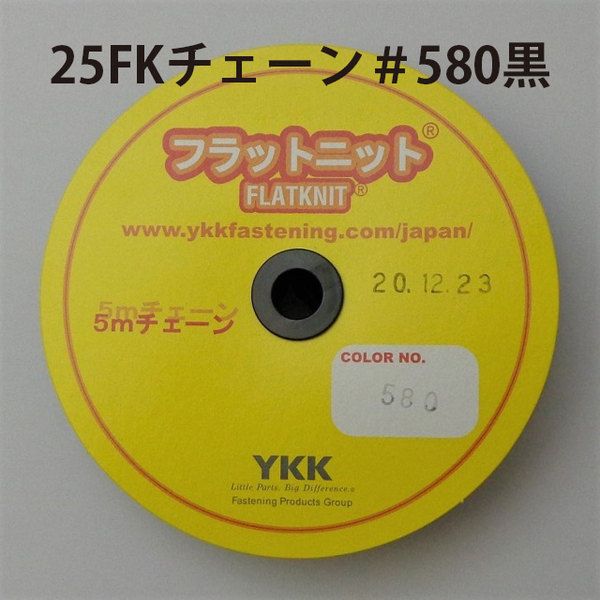 25FKチェーン＃580黒
フラットニット®
FLATKNIT®
www.ykkfastening.com/japan/
20.12.23
5mチェーン
5mチェーン
COLOR NO.
580
YKK
Little Parts. Big Difference.®
Fastening Products Group